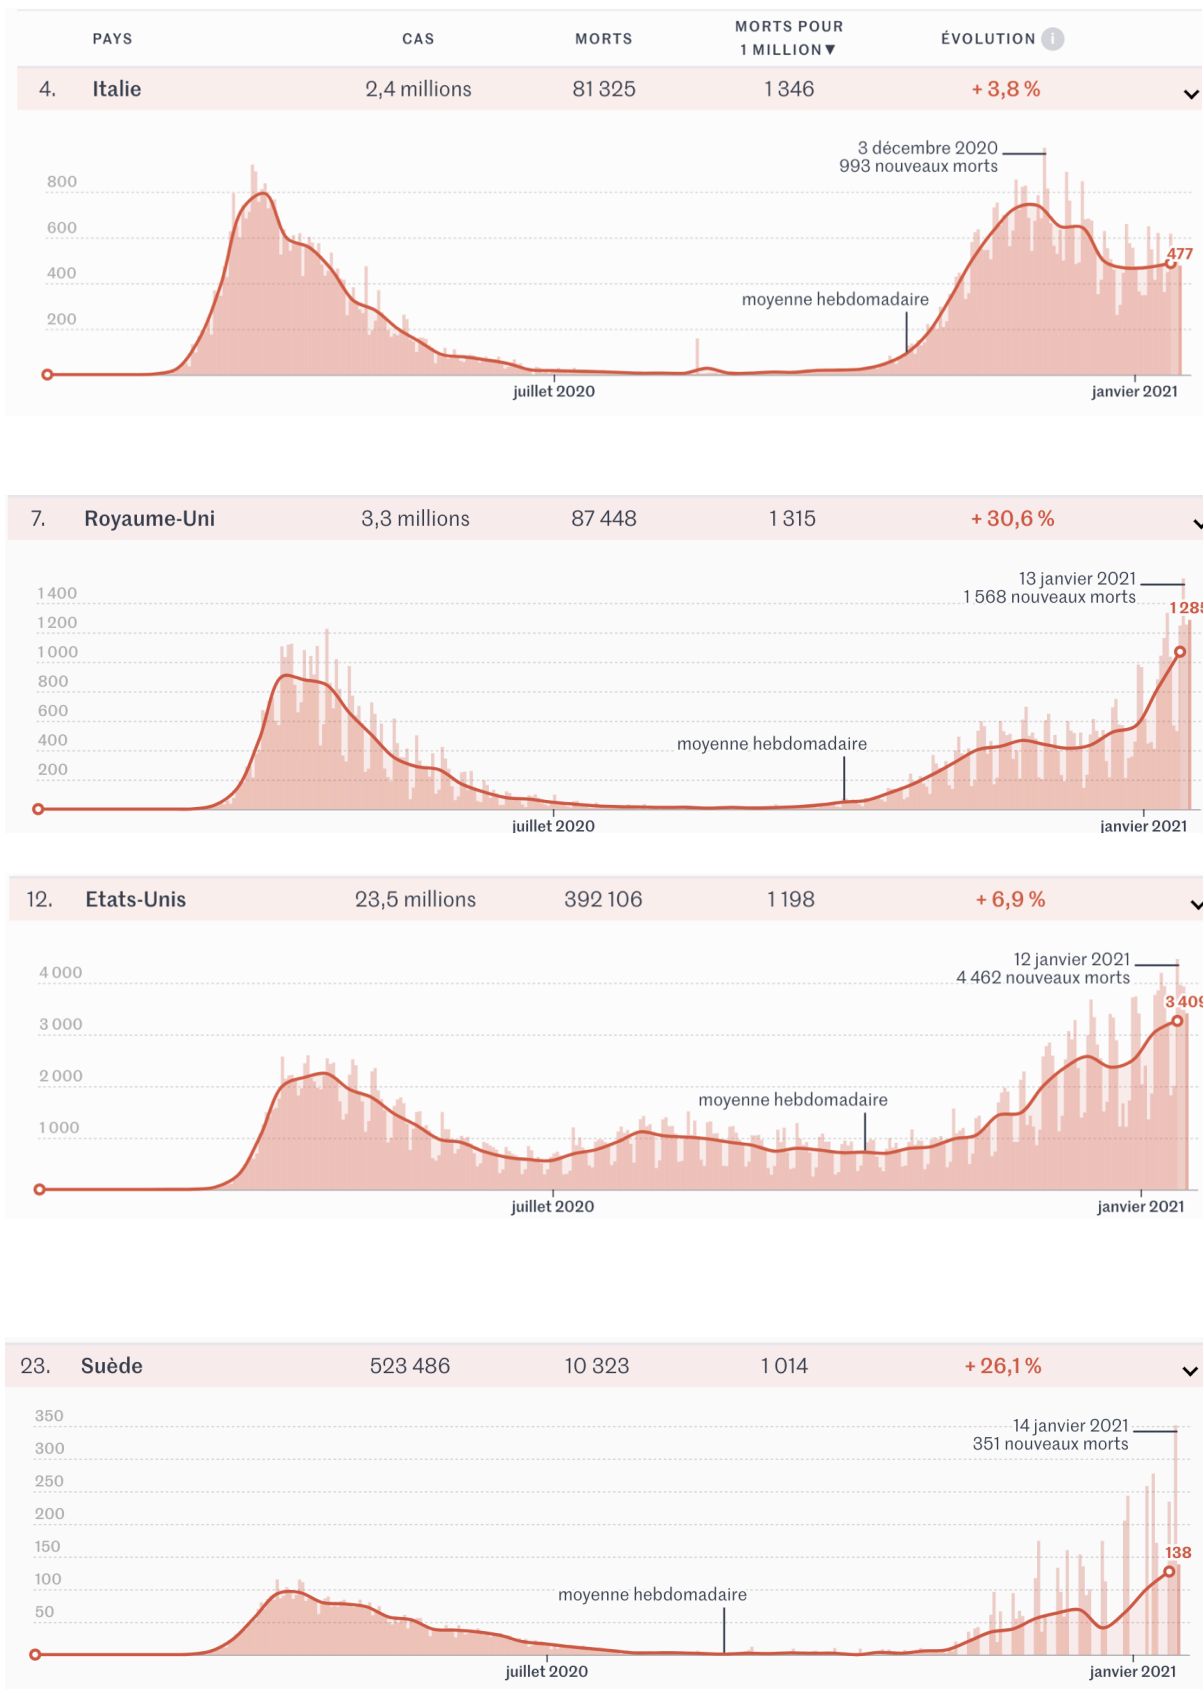 PAYS CAS MORTS MORTS POUR 1 MILLION ▼ ÉVOLUTION i
4. Italie 2,4 millions 81 325 1 346 + 3,8 %
3 décembre 2020
993 nouveaux morts
800
600
477
400
moyenne hebdomadaire
200
juillet 2020 janvier 2021
7. Royaume-Uni 3,3 millions 87 448 1 315 + 30,6 %
13 janvier 2021
1 568 nouveaux morts
1 400
1 285
1 200
1 000
800
600
400
moyenne hebdomadaire
200
juillet 2020 janvier 2021
12. Etats-Unis 23,5 millions 392 106 1 198 + 6,9 %
12 janvier 2021
4 462 nouveaux morts
4 000
3 409
3 000
2 000
moyenne hebdomadaire
1 000
juillet 2020 janvier 2021
23. Suède 523 486 10 323 1 014 + 26,1 %
350
14 janvier 2021
351 nouveaux morts
300
250
200
150
138
100
moyenne hebdomadaire
50
juillet 2020 janvier 2021